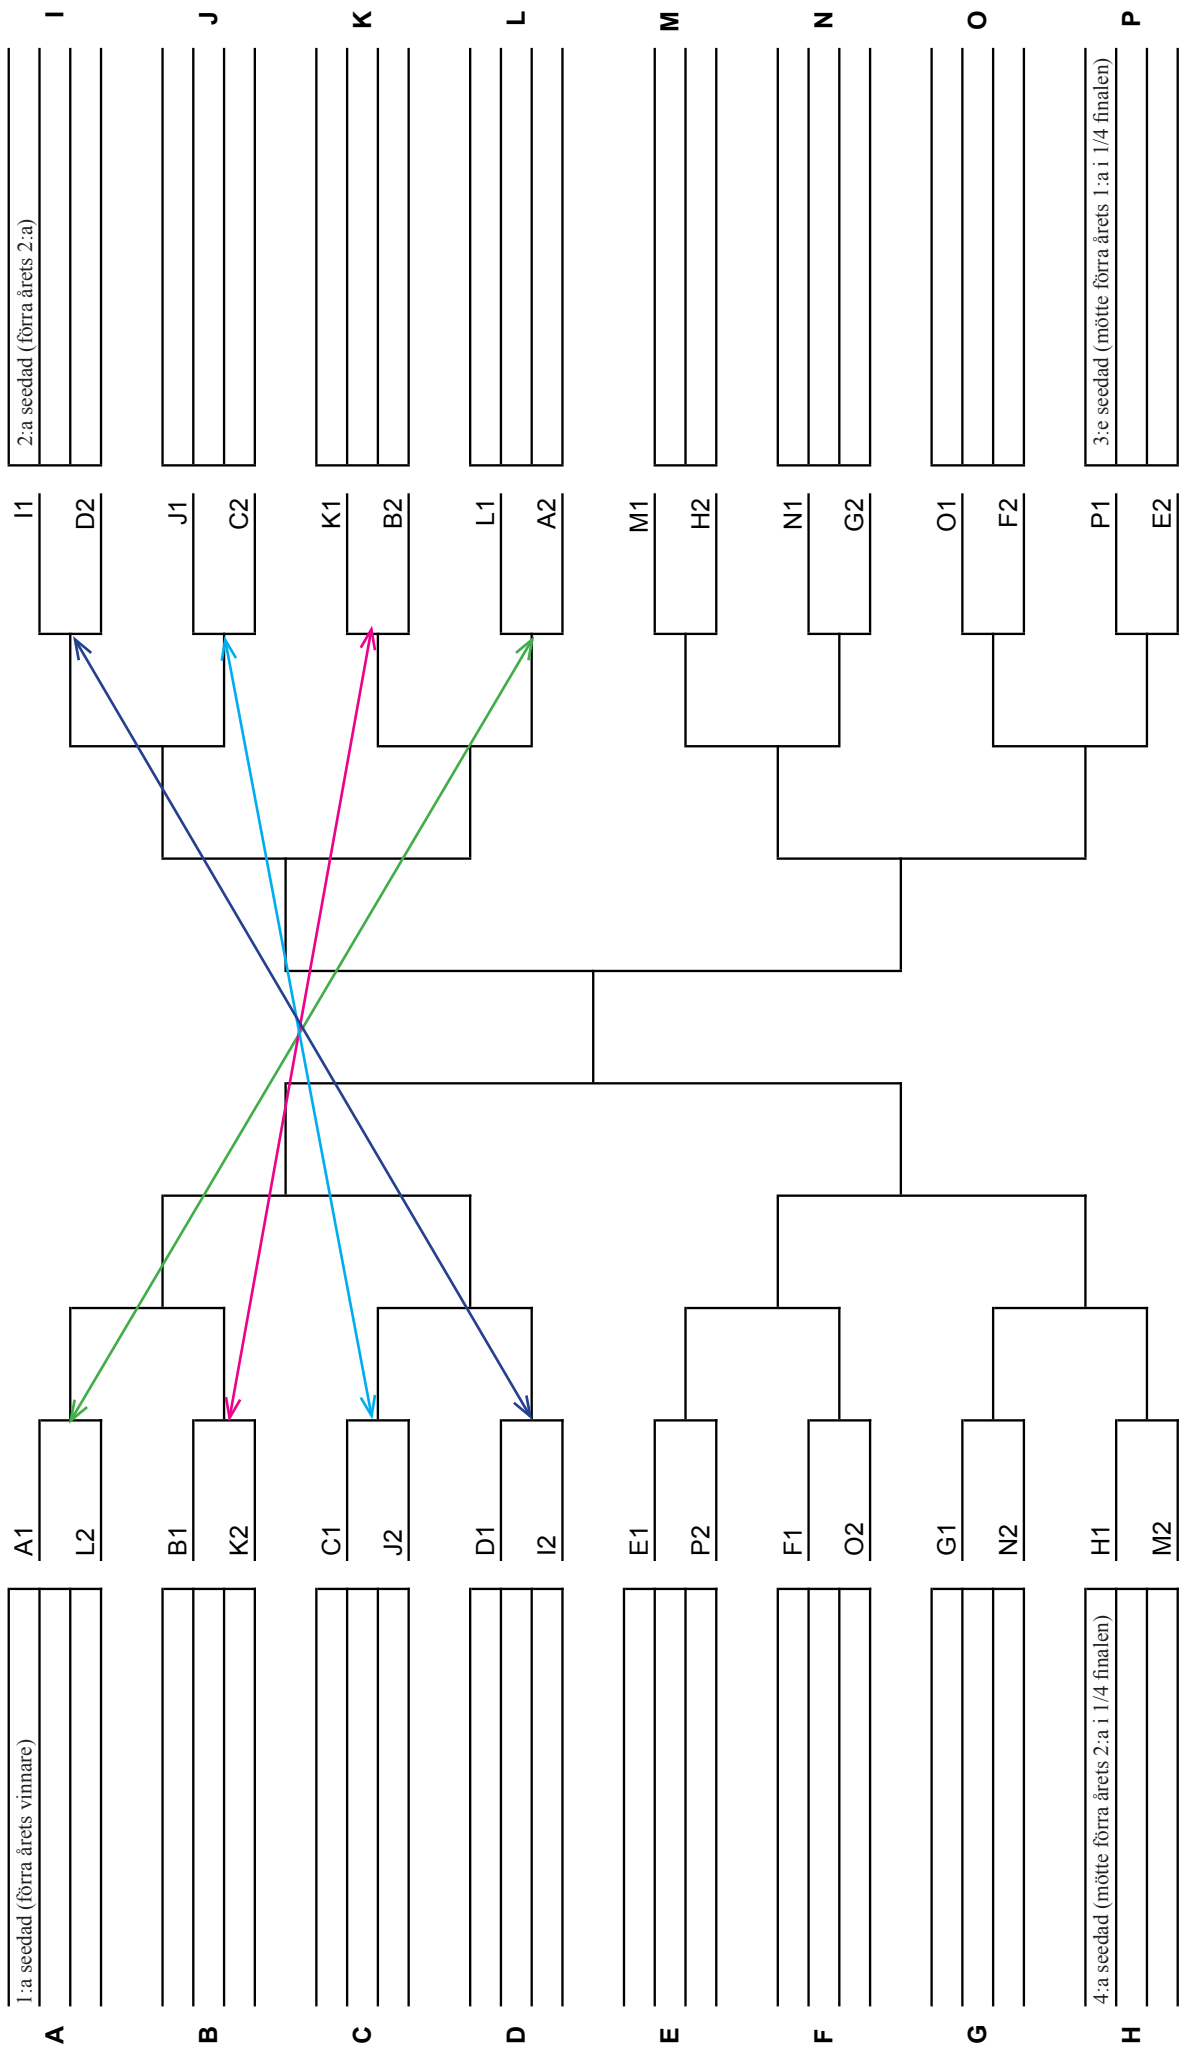 1:a seedad (förra årets vinnare)
A
A1
L2
I1
D2
2:a seedad (förra årets 2:a)
I
B
B1
K2
J1
C2
J
C
C1
J2
K1
B2
K
D
D1
I2
L1
A2
L
E
E1
P2
M1
H2
M
F
F1
O2
N1
G2
N
G
G1
N2
O1
F2
O
4:a seedad (mötte förra årets 2:a i 1/4 finalen)
H
H1
M2
P1
E2
3:e seedad (mötte förra årets 1:a i 1/4 finalen)
P